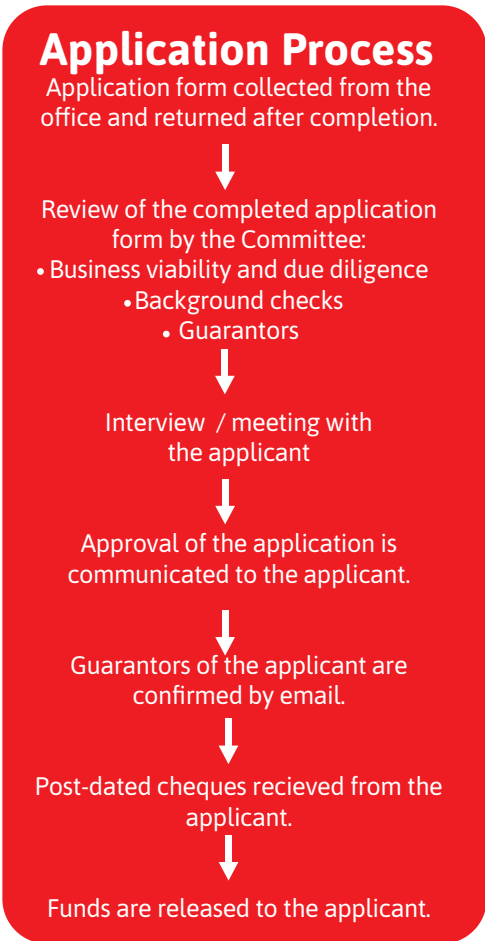 Application Process
Application form collected from the
office and returned after completion.
Review of the completed application
form by the Committee:
• Business viability and due diligence
• Background checks
• Guarantors
Interview / meeting with
the applicant
Approval of the application is
communicated to the applicant.
Guarantors of the applicant are
confirmed by email.
Post-dated cheques recieved from the
applicant.
Funds are released to the applicant.